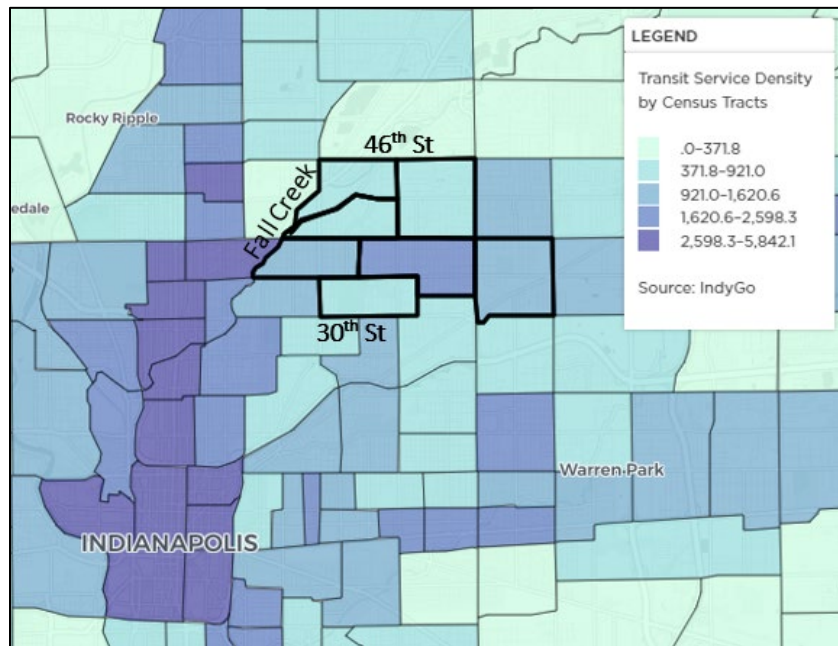 LEGEND
Transit Service Density
by Census Tracts
.0–371.8
371.8–921.0
921.0–1,620.6
1,620.6–2,598.3
2,598.3–5,842.1
Source: IndyGo
Rocky Ripple
46th St
edale
Fall Creek
30th St
Warren Park
INDIANAPOLIS